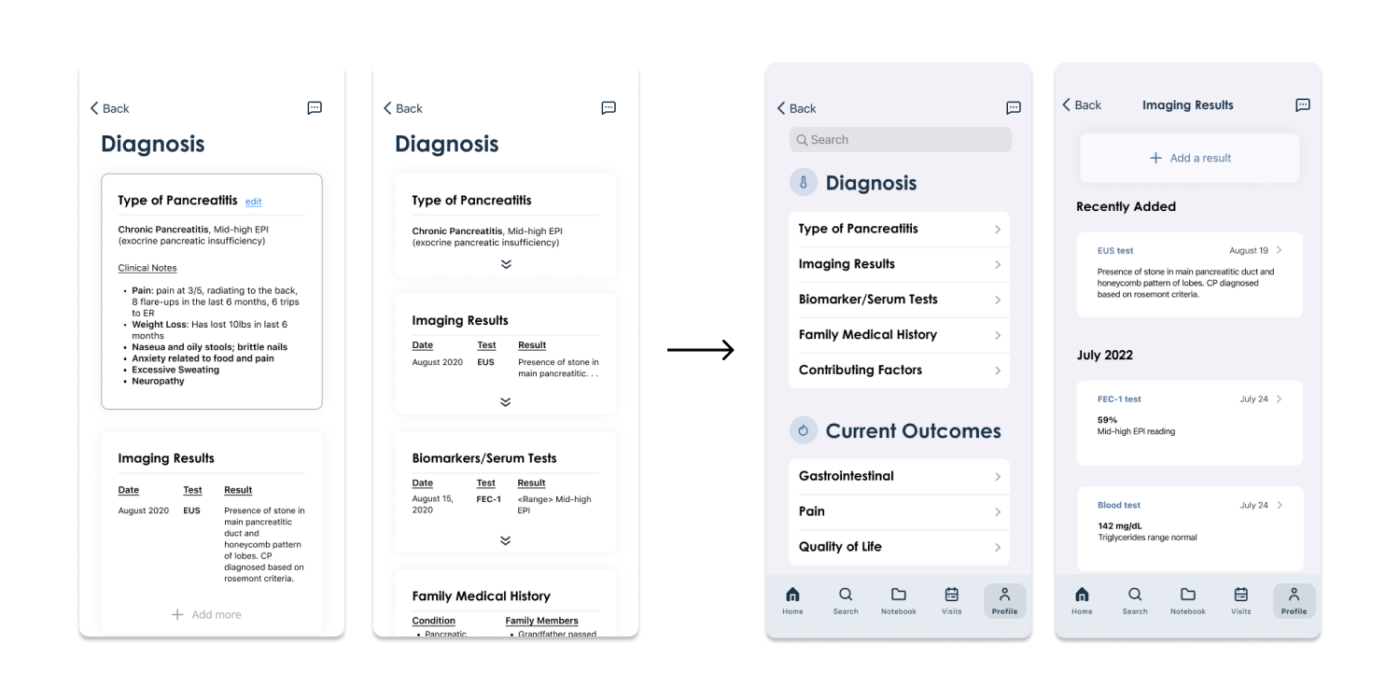 Back
Diagnosis
Type of Pancreatitis edit
Chronic Pancreatitis, Mid-high EPI
(exocrine pancreatic insufficiency)
Clinical Notes
• Pain: pain at 3/5, radiating to the back,
8 flare-ups in the last 6 months, 6 trips
to ER
• Weight Loss: Has lost 10lbs in last 6
months
• Naseua and oily stools; brittle nails
• Anxiety related to food and pain
• Excessive Sweating
• Neuropathy
Imaging Results
Date Test Result
August 2020 EUS Presence of stone in
main pancreatitic
duct and
honeycomb pattern
of lobes. CP
diagnosed based on
rosemont criteria.
+ Add more
Back
Diagnosis
Type of Pancreatitis
Chronic Pancreatitis, Mid-high EPI
(exocrine pancreatic insufficiency)
Imaging Results
Date Test Result
August 2020 EUS Presence of stone in
main pancreatitic. . .
Biomarkers/Serum Tests
Date Test Result
August 15, FEC-1 <Range> Mid-high
2020 EPI
Family Medical History
Condition Family Members
• Pancreatic • Grandfather passed
Back
Search
Diagnosis
Type of Pancreatitis
Imaging Results
Biomarker/Serum Tests
Family Medical History
Contributing Factors
Current Outcomes
Gastrointestinal
Pain
Quality of Life
Home Search Notebook Visits Profile
Back Imaging Results
+ Add a result
Recently Added
EUS test August 19
Presence of stone in main pancreatitic duct and
honeycomb pattern of lobes. CP diagnosed
based on rosemont criteria.
July 2022
FEC-1 test July 24
59%
Mid-high EPI reading
Blood test July 24
142 mg/dL
Triglycerides range normal
Home Search Notebook Visits Profile